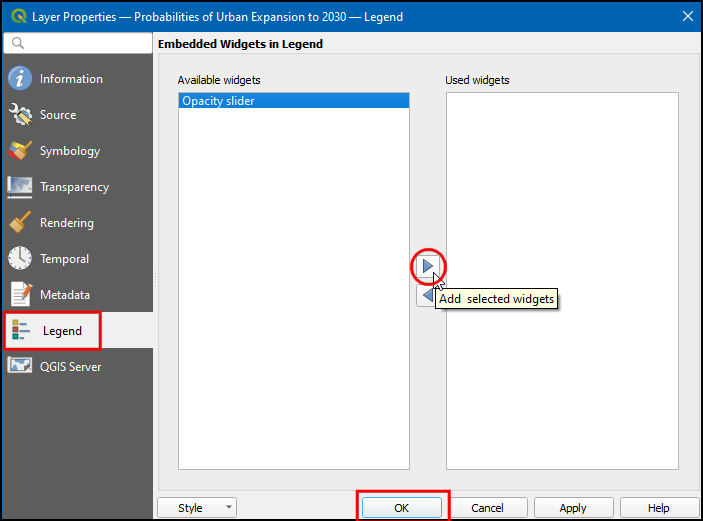 Layer Properties — Probabilities of Urban Expansion to 2030 — Legend
Information
Source
Symbology
Transparency
Rendering
Temporal
Metadata
Legend
QGIS Server
Embedded Widgets in Legend
Available widgets
Used widgets
Opacity slider
Add selected widgets
Style
OK
Cancel
Apply
Help